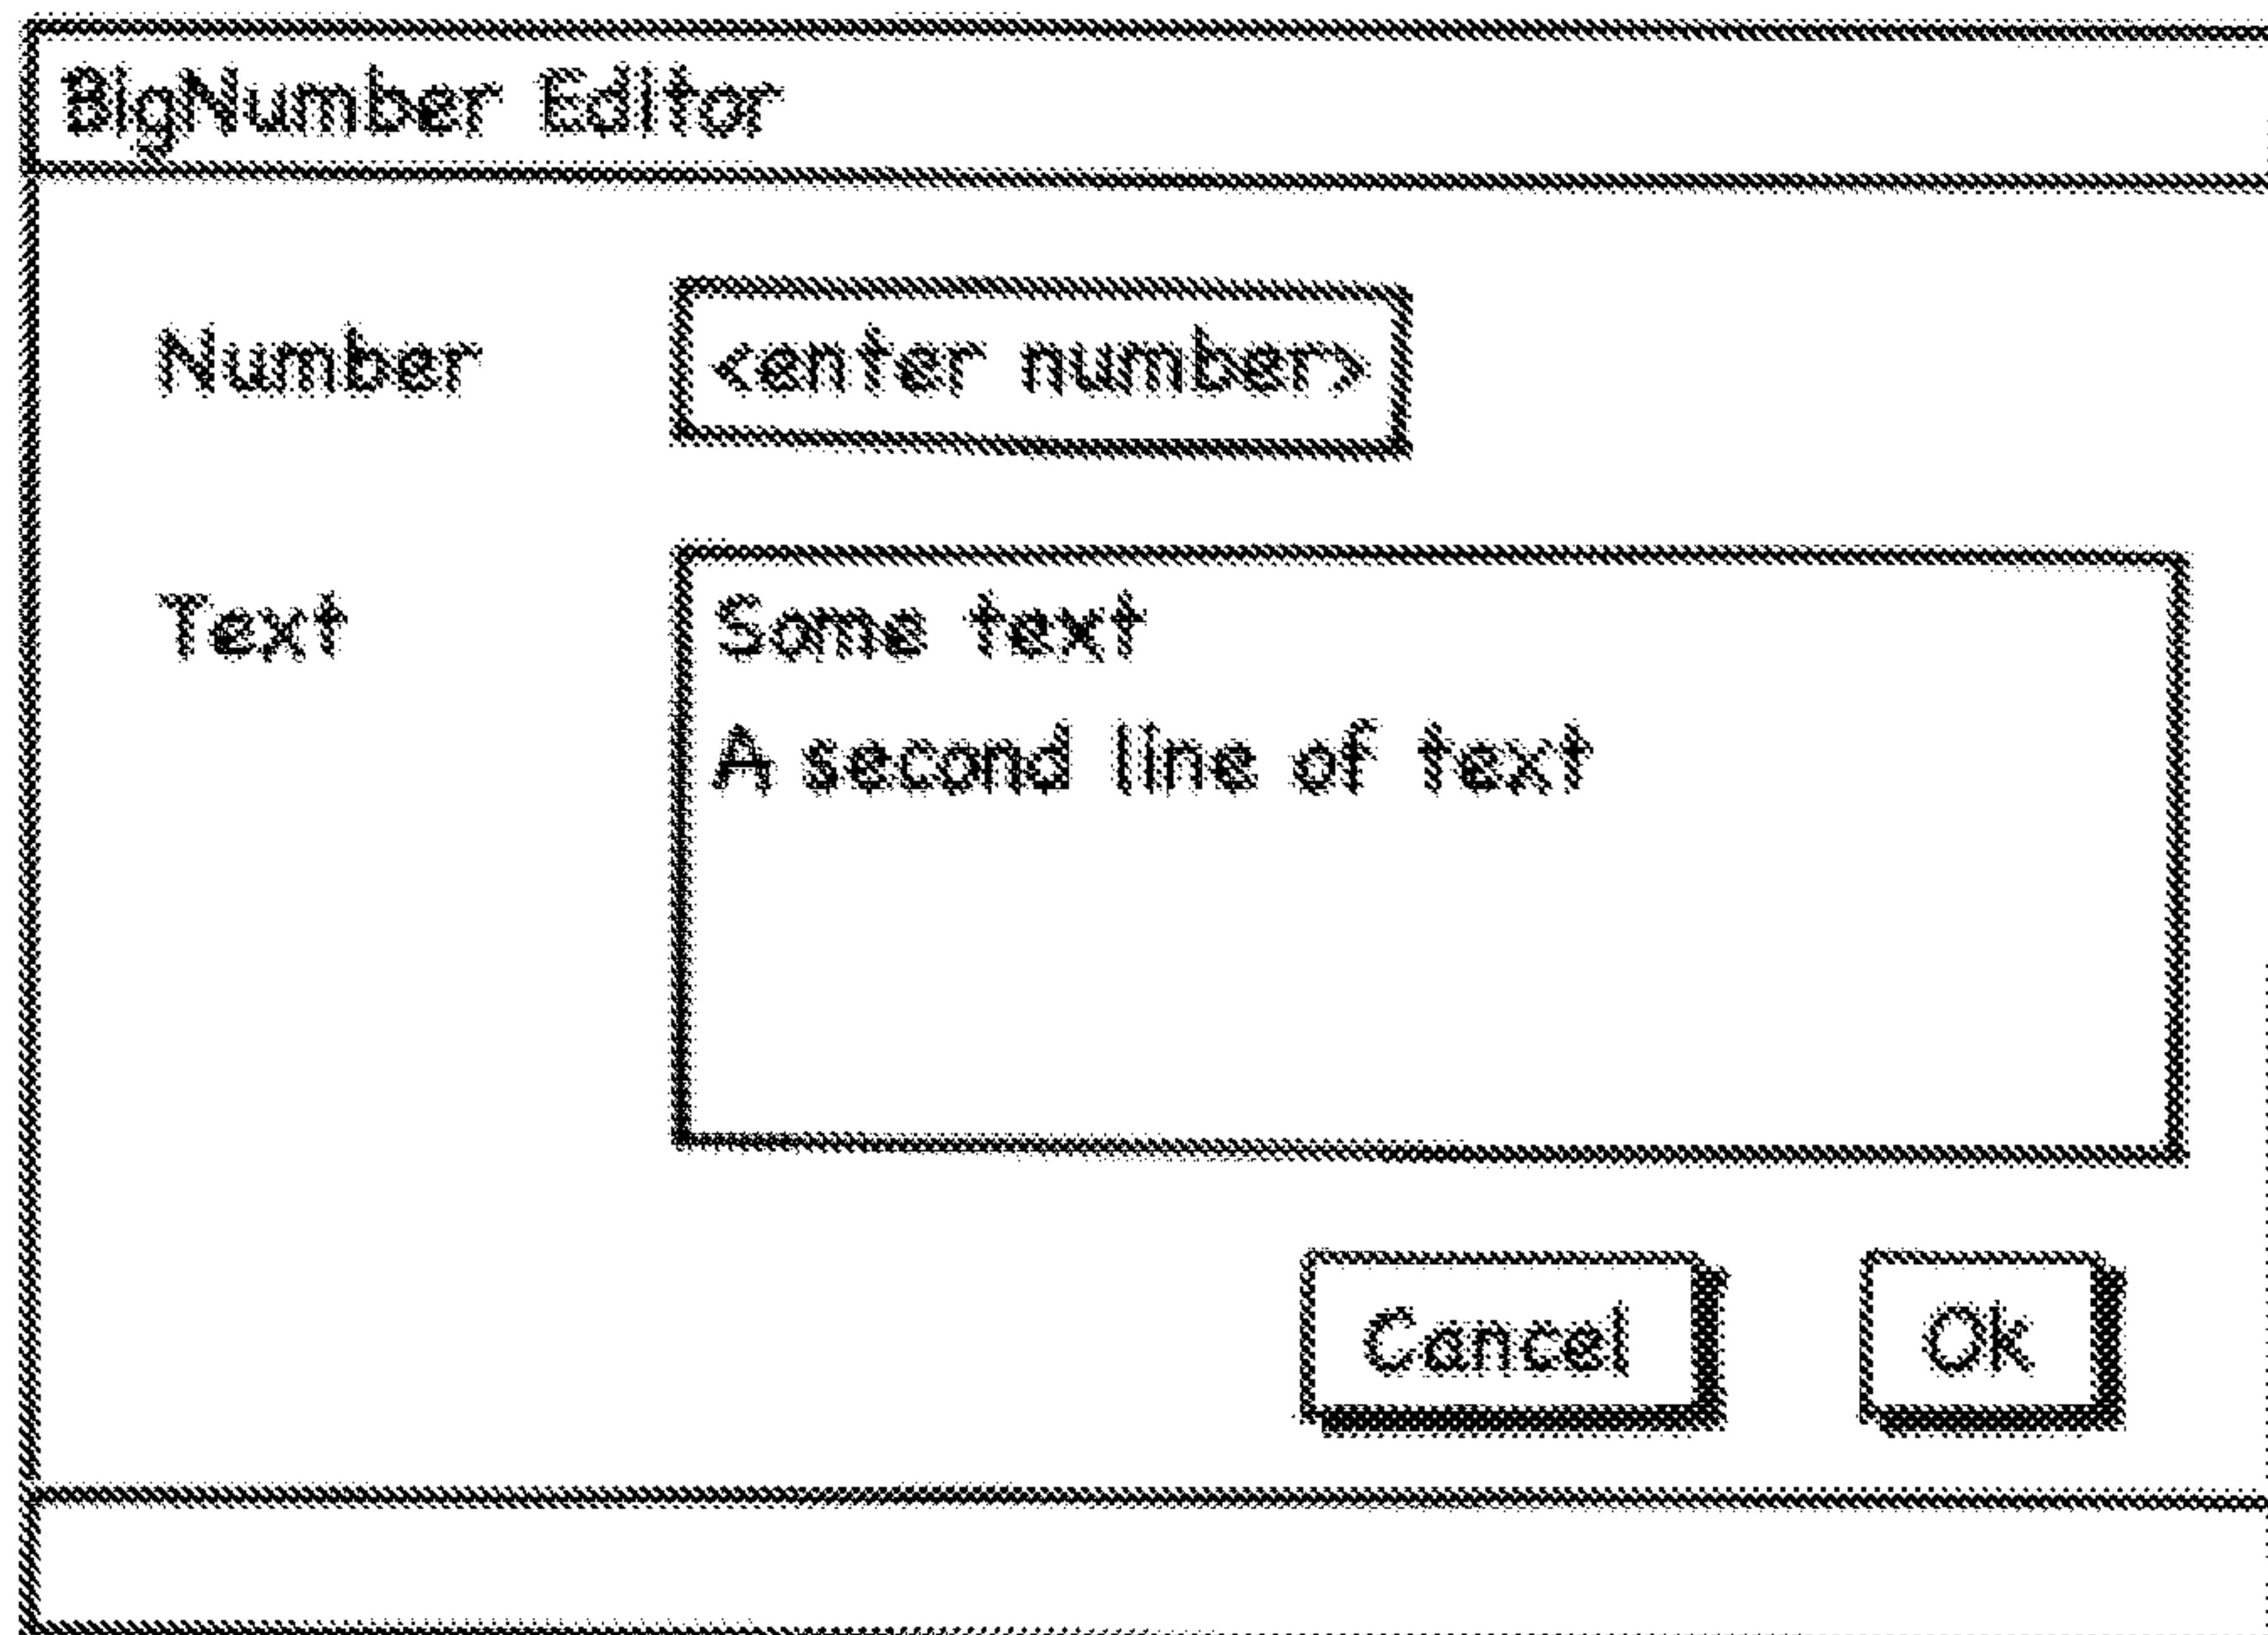 BigNumber Editor
Number <enter number>
Text Some text
A second line of text
Cancel Ok